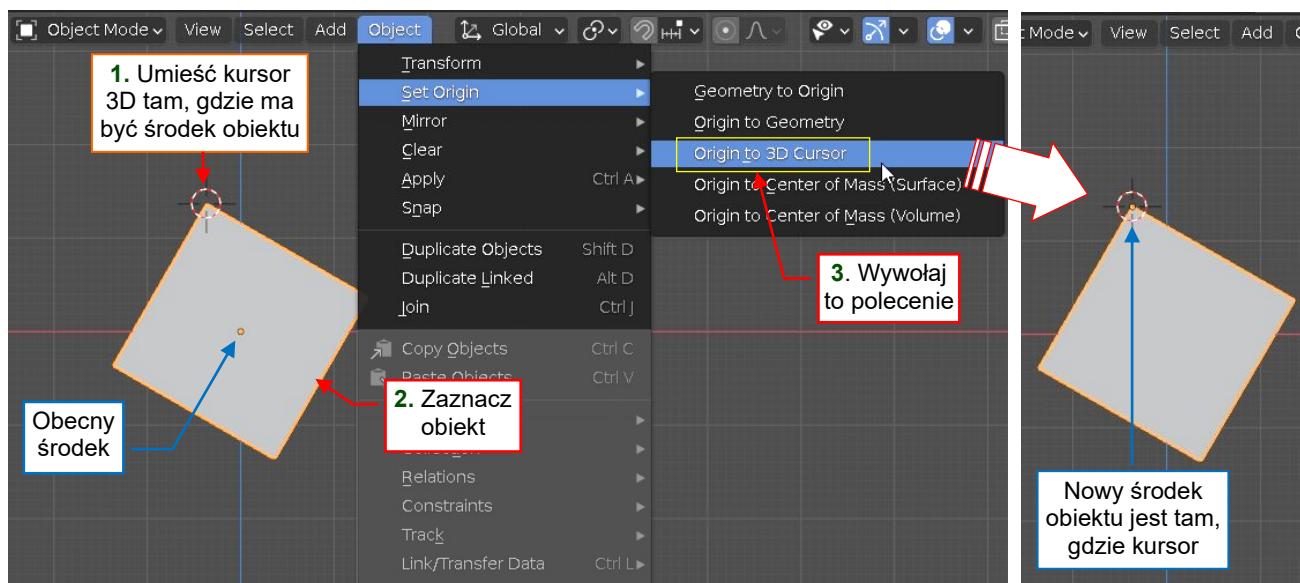 Object Mode View Select Add Object Global
Mode View Select Add
1. Umieść kursor
3D tam, gdzie ma
być środek obiektu
Transform
Set Origin
Mirror
Clear
Apply Ctrl A
Snap
Duplicate Objects Shift D
Duplicate Linked Alt D
Join Ctrl J
Copy Objects Ctrl C
Paste Objects Ctrl V
Relations
Constraints
Track
Link/Transfer Data Ctrl L
Geometry to Origin
Origin to Geometry
Origin to 3D Cursor
Origin to Center of Mass (Surface)
Origin to Center of Mass (Volume)
3. Wywołaj
to polecenie
2. Zaznacz
obiekt
Obecny
środek
Nowy środek
obiektu jest tam,
gdzie kursor